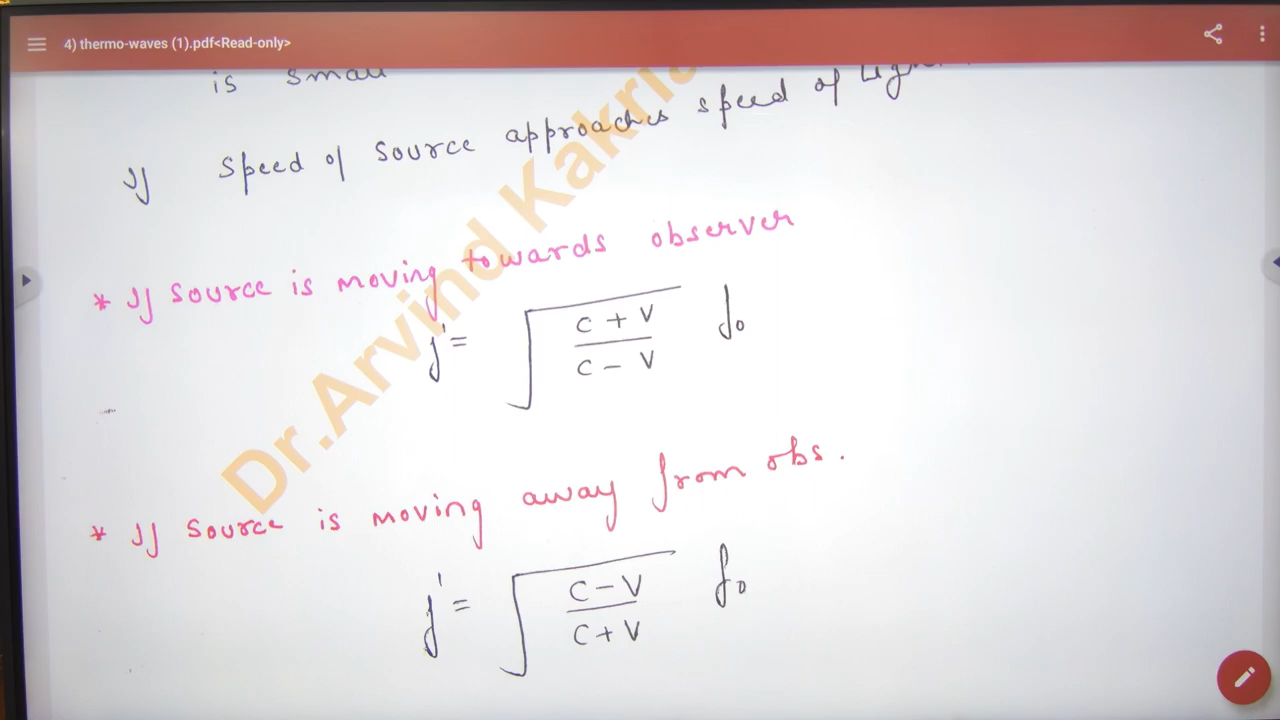 4) thermo-waves (1).pdf<Read-only>
is small
If speed of source approaches speed of light
* If source is moving towards observer
f' = √((c + v)/(c - v)) f₀
* If source is moving away from obs.
f' = √((c - v)/(c + v)) f₀
Dr.Arvind Kakria